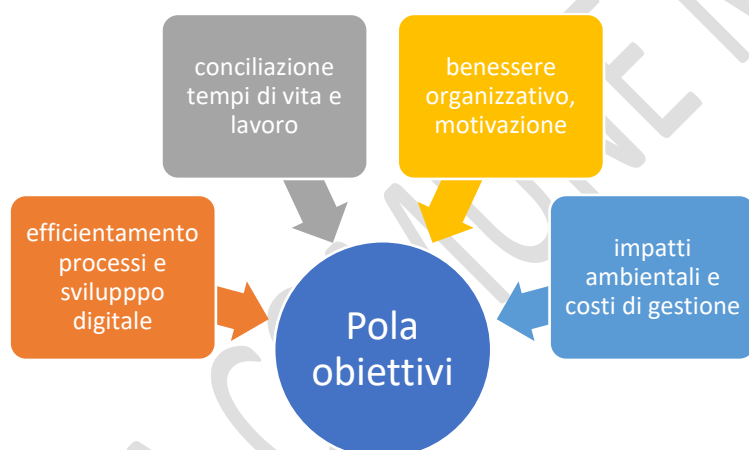 conciliazione
tempi di vita e
lavoro
benessere
organizzativo,
motivazione
efficientamento
processi e
svilupppo
digitale
impatti
ambientali e
costi di gestione
Pola
obiettivi